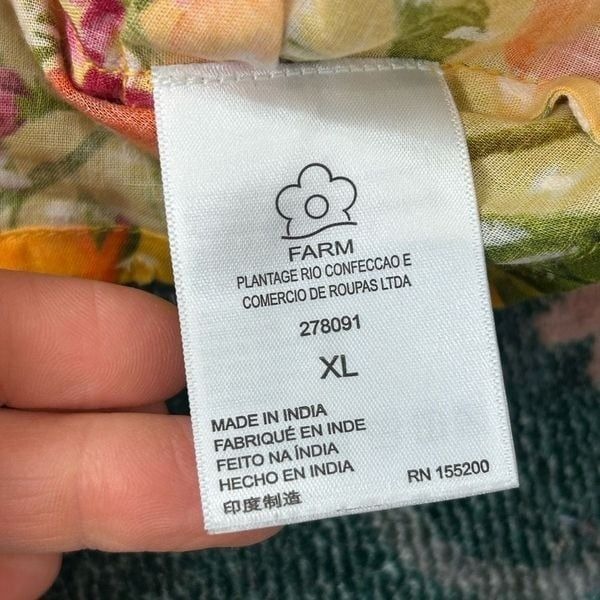 FARM
PLANTAGE RIO CONFECCAO E
COMERCIO DE ROUPAS LTDA
278091
XL
MADE IN INDIA
FABRIQUÉ EN INDE
FEITO NA ÍNDIA
HECHO EN INDIA
印度制造
RN 155200